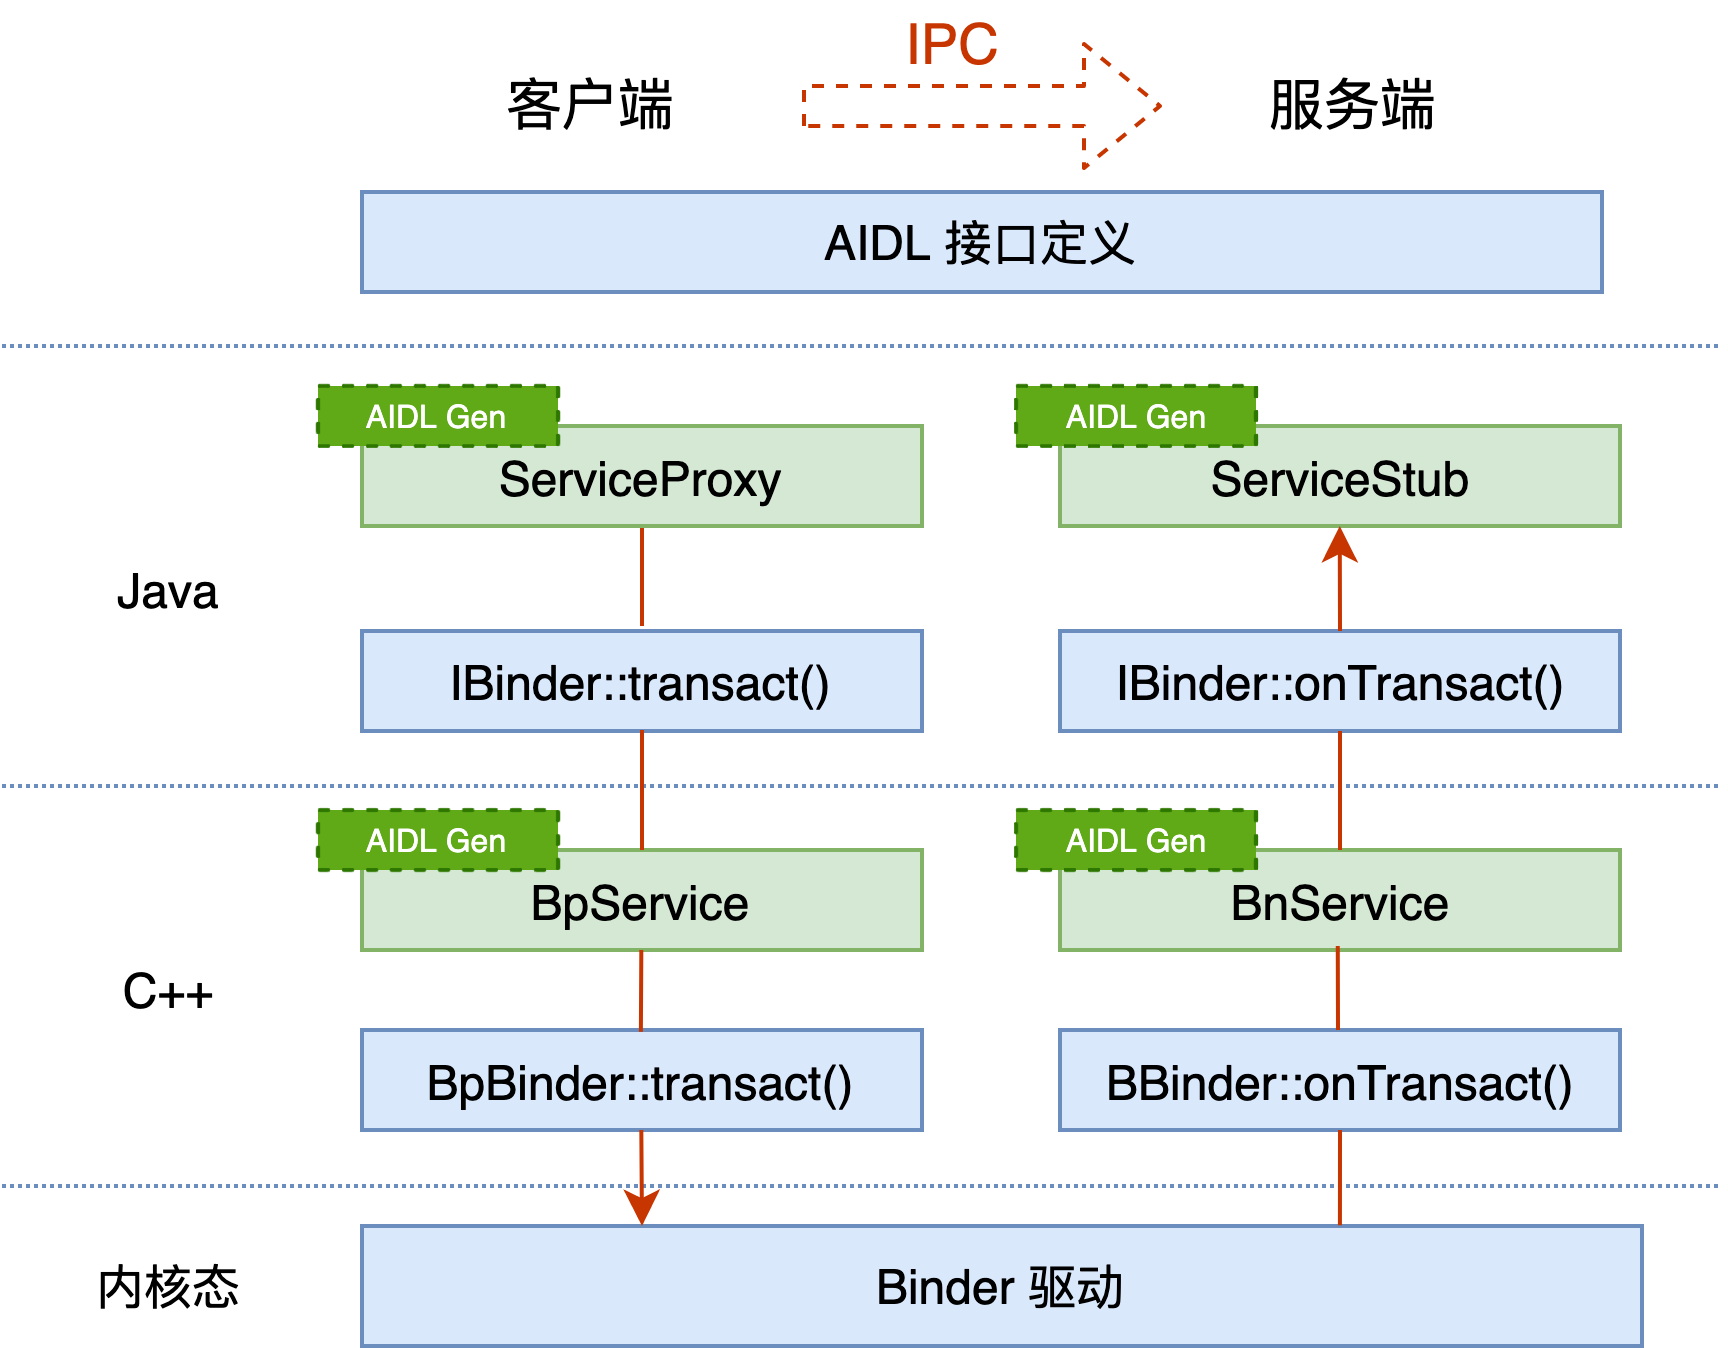 IPC
客户端
服务端
AIDL 接口定义
AIDL Gen
AIDL Gen
ServiceProxy
ServiceStub
Java
IBinder::transact()
IBinder::onTransact()
AIDL Gen
AIDL Gen
BpService
BnService
C++
BpBinder::transact()
BBinder::onTransact()
内核态
Binder 驱动